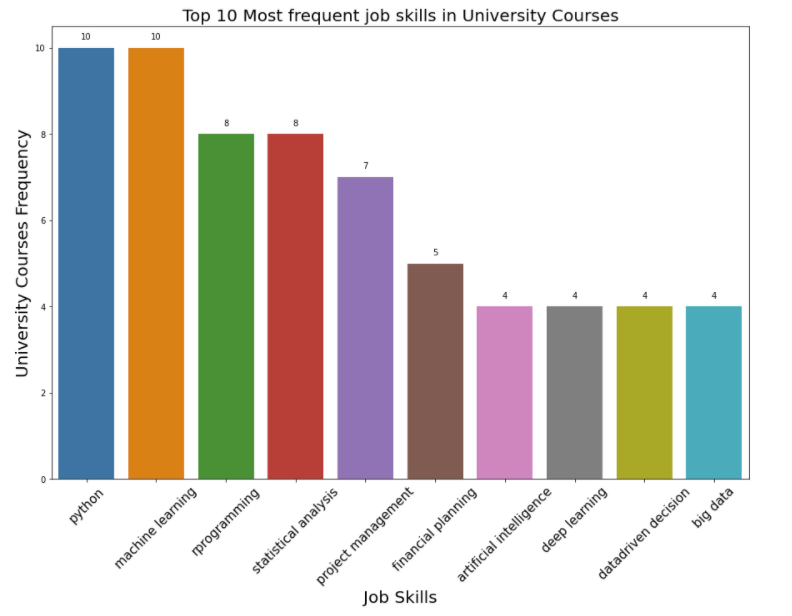 Top 10 Most frequent job skills in University Courses
University Courses Frequency
10
8
6
4
2
0
10
10
8
8
7
5
4
4
4
4
python
machine learning
rprogramming
statistical analysis
project management
financial planning
artificial intelligence
deep learning
datadriven decision
big data
Job Skills